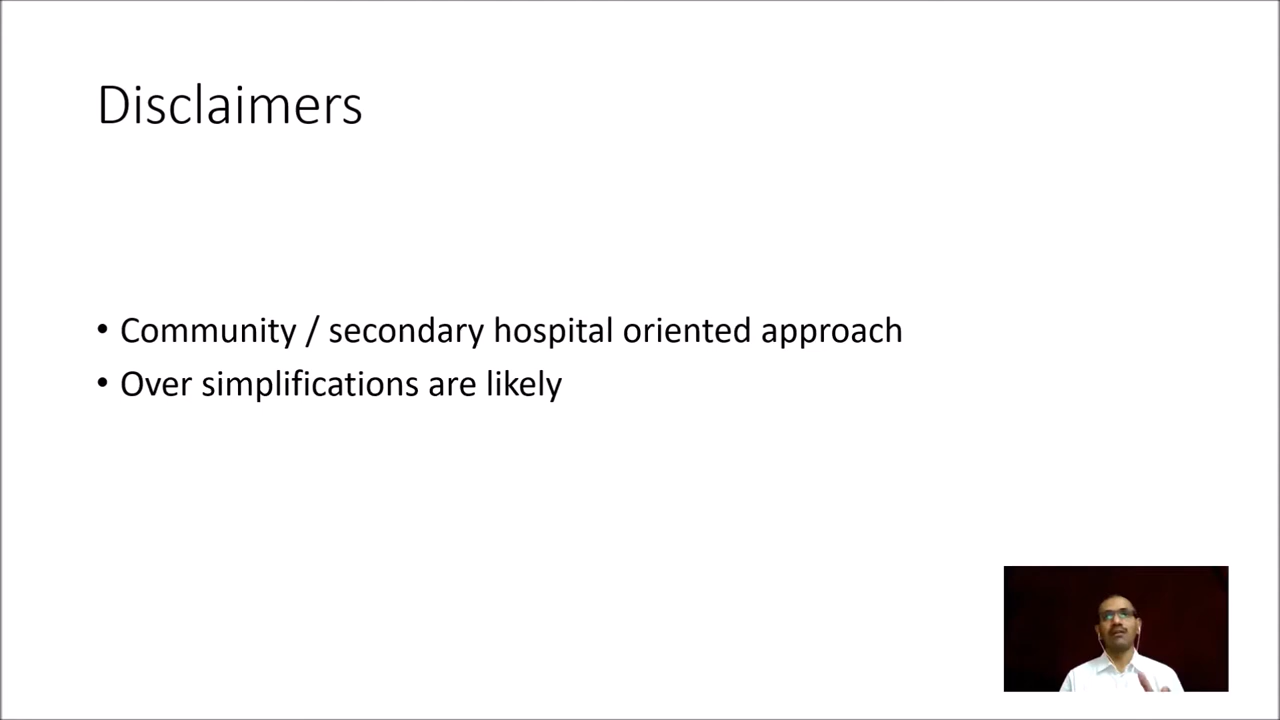 Disclaimers
• Community / secondary hospital oriented approach
• Over simplifications are likely